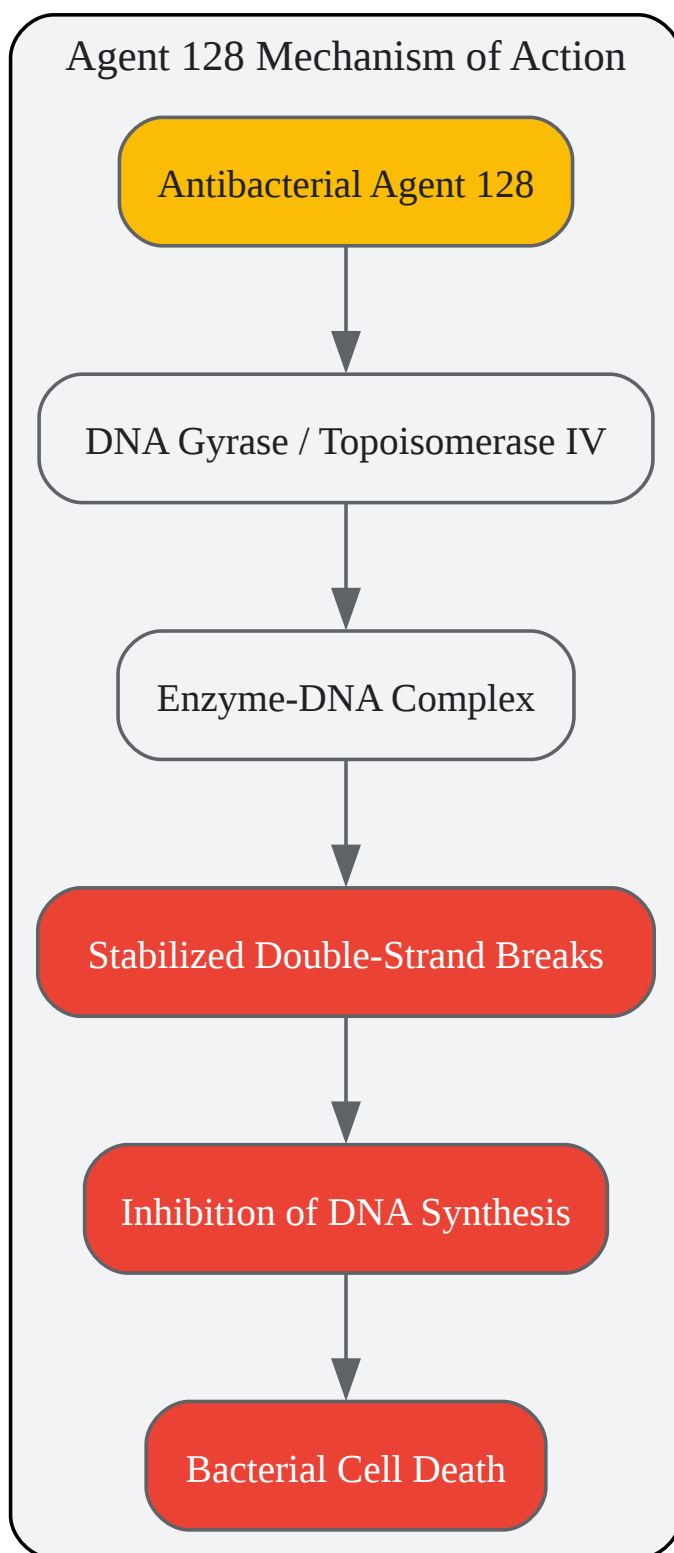 Agent 128 Mechanism of Action
Antibacterial Agent 128
DNA Gyrase / Topoisomerase IV
Enzyme-DNA Complex
Stabilized Double-Strand Breaks
Inhibition of DNA Synthesis
Bacterial Cell Death